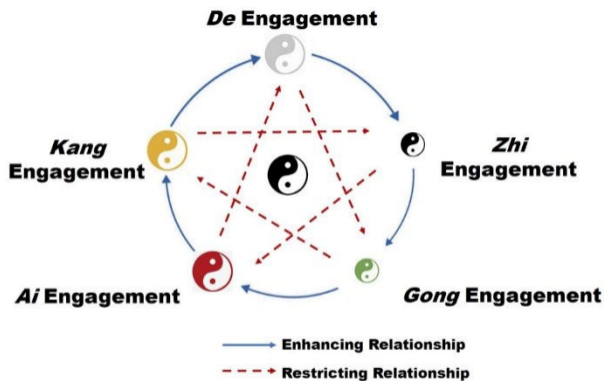 De Engagement
Kang
Engagement
Zhi
Engagement
Ai Engagement
Gong Engagement
Enhancing Relationship
Restricting Relationship